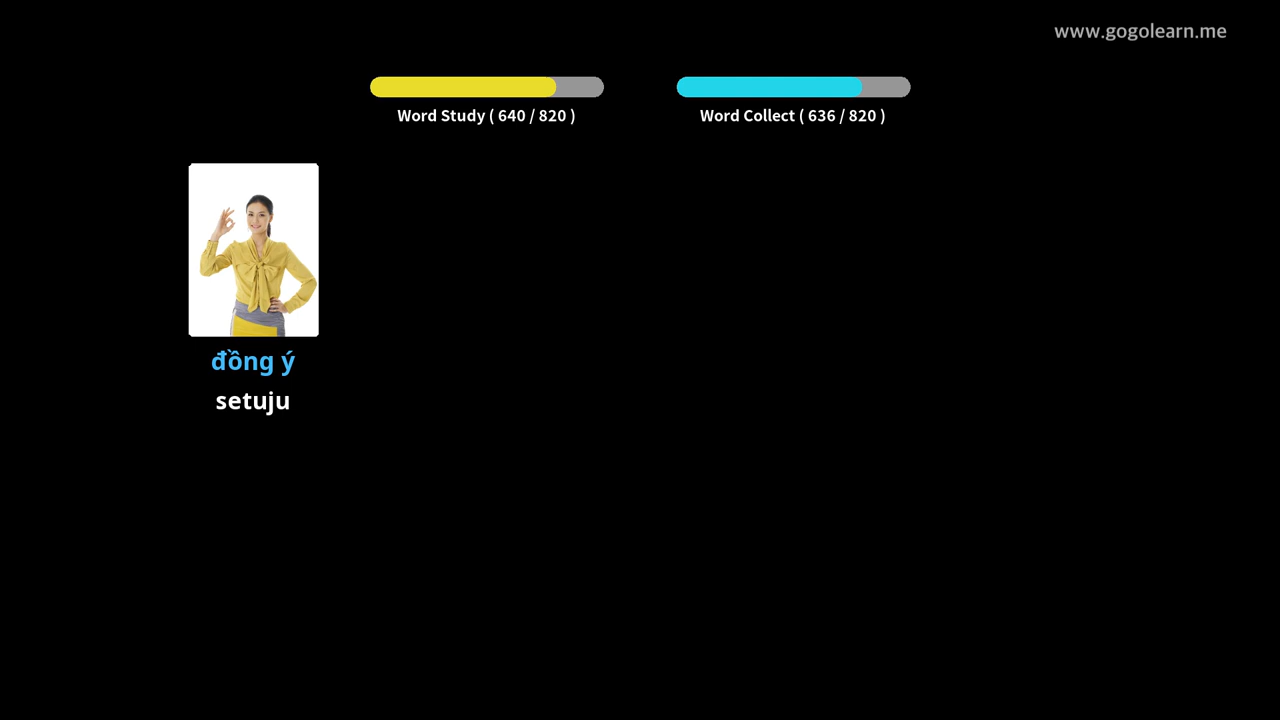 www.gogolearn.me
Word Study ( 640 / 820 )
Word Collect ( 636 / 820 )
đồng ý
setuju